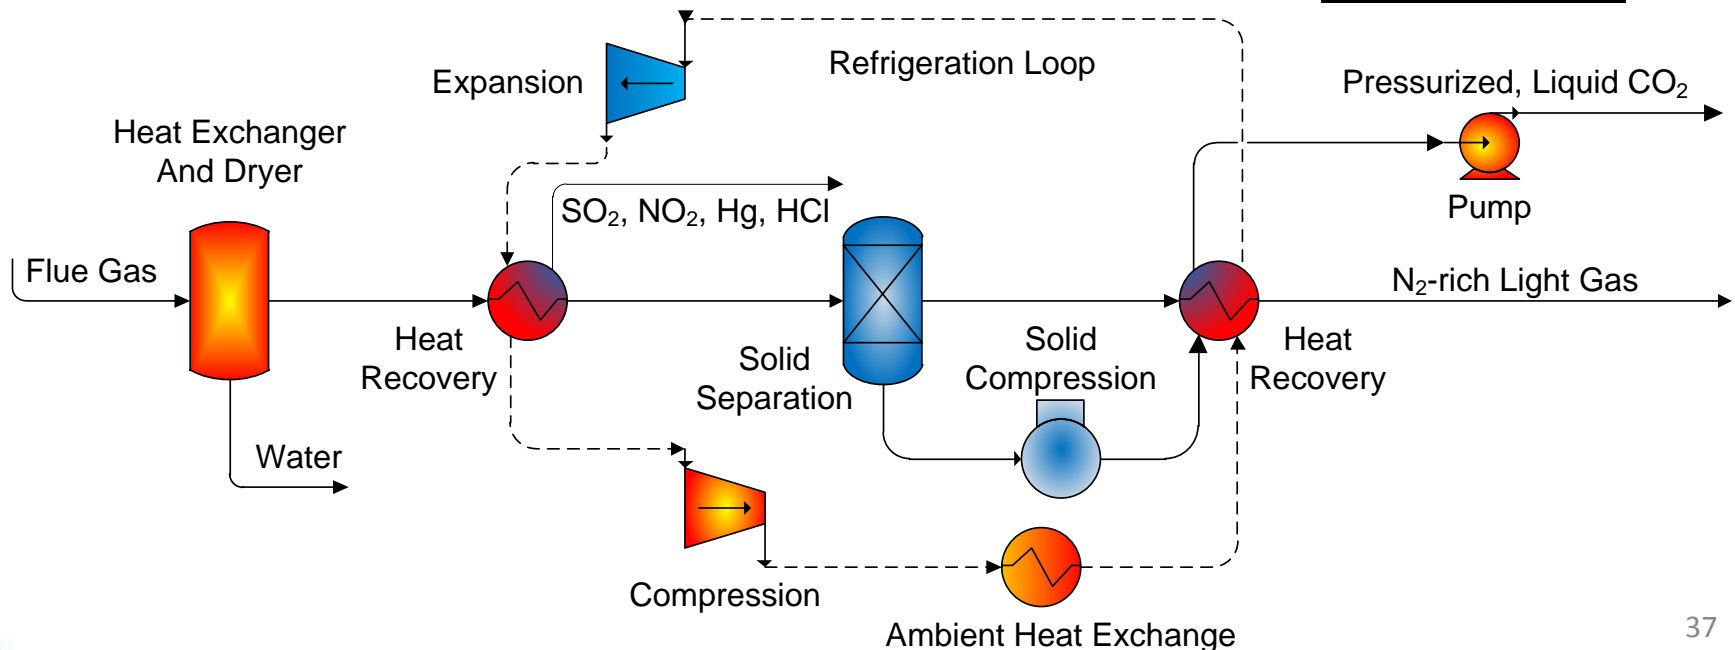 Expansion
Refrigeration Loop
Pressurized, Liquid CO₂
Heat Exchanger
And Dryer
SO₂, NO₂, Hg, HCl
Pump
Flue Gas
N₂-rich Light Gas
Heat
Recovery
Solid
Separation
Solid
Compression
Heat
Recovery
Water
Compression
Ambient Heat Exchange
37